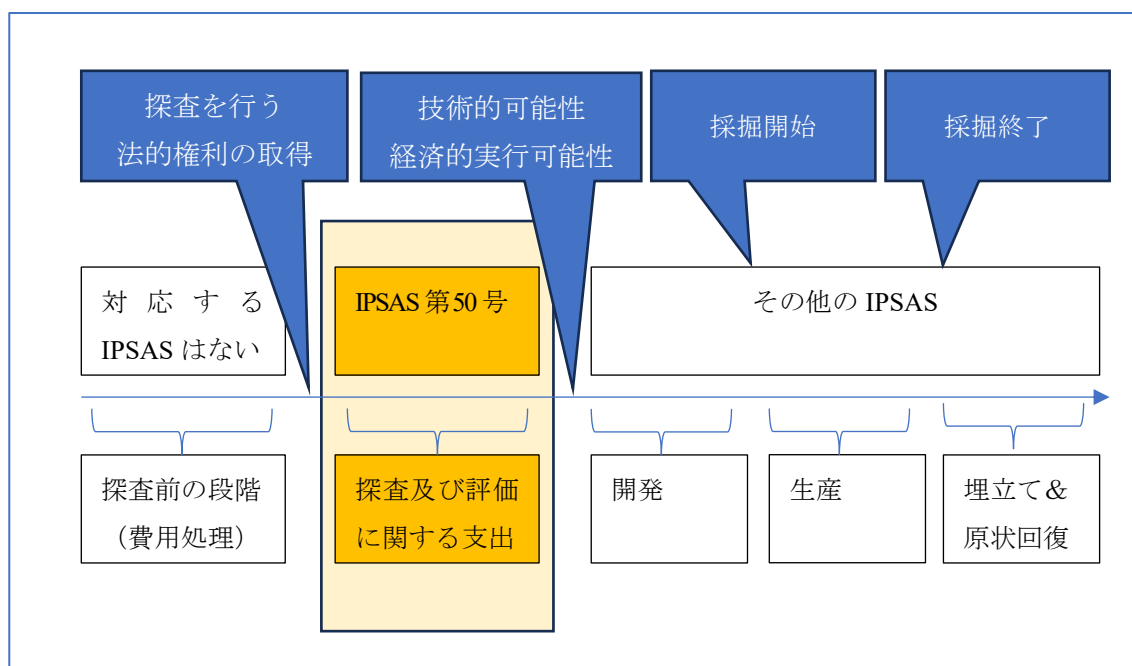 探査を行う
法的権利の取得
技術的可能性
経済的実行可能性
採掘開始
採掘終了
対応する
IPSAS はない
IPSAS 第50 号
その他の IPSAS
探査前の段階
（費用処理）
探査及び評価
に関する支出
開発
生産
埋立て＆
原状回復